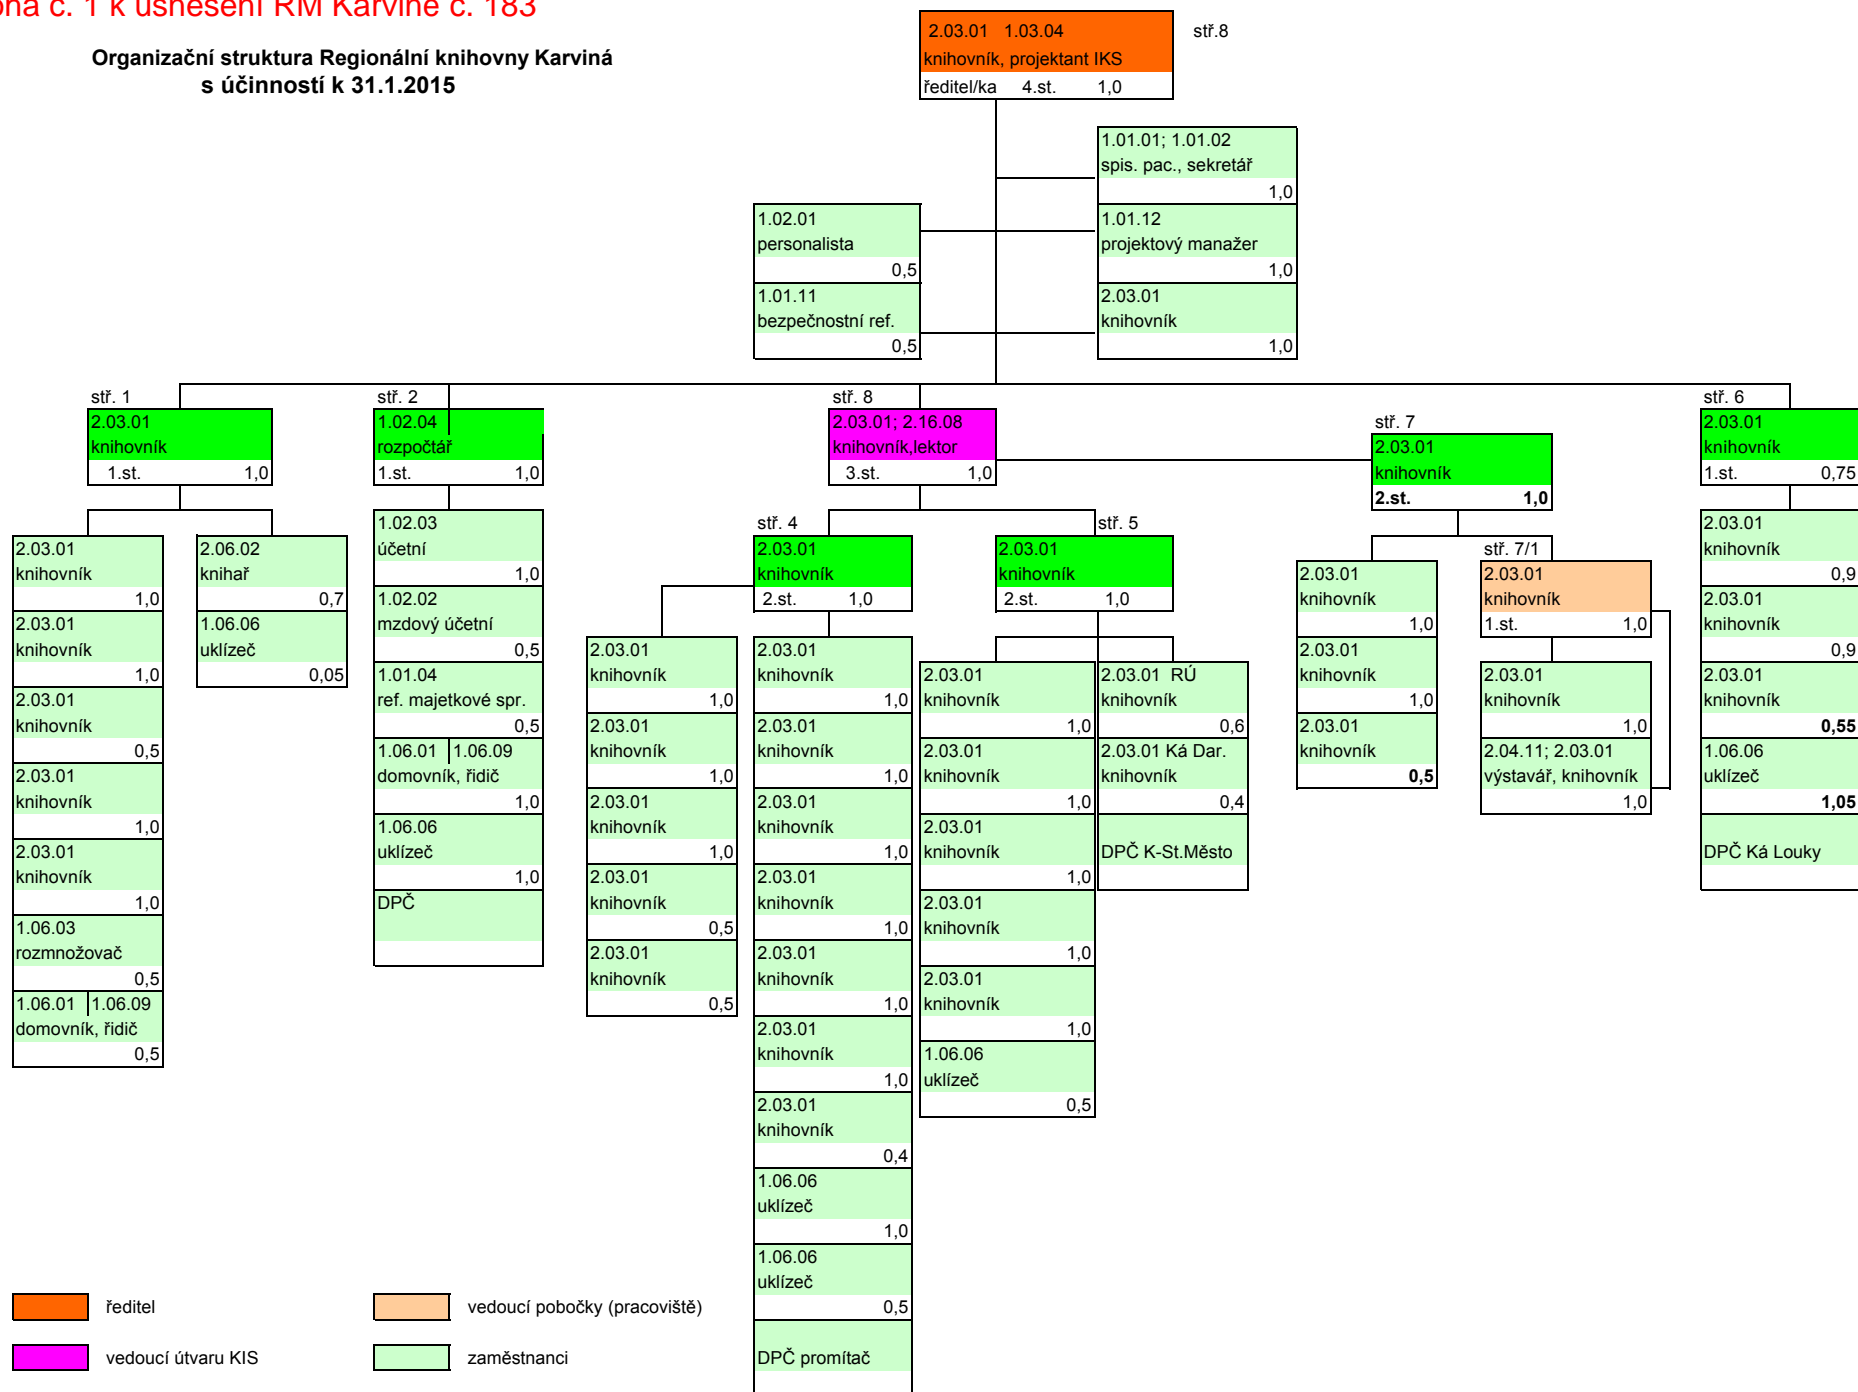 č. 1 k usnesení RM Karviné č. 183
Organizační struktura Regionální knihovny Karviná
s účinností k 31.1.2015
2.03.01 1.03.04
knihovník, projektant IKS
ředitel/ka 4.st. 1,0
stř.8
1.01.01; 1.01.02
spis. pac., sekretář
1,0
1.02.01
personalista
0,5
1.01.12
projektový manažer
1,0
1.01.11
bezpečnostní ref.
0,5
2.03.01
knihovník
1,0
stř. 1
2.03.01
knihovník
1.st. 1,0
2.03.01
knihovník
1,0
2.03.01
knihovník
1,0
2.03.01
knihovník
0,5
2.03.01
knihovník
1,0
2.03.01
knihovník
1,0
1.06.03
rozmnožovač
0,5
1.06.01 1.06.09
domovník, řidič
0,5
2.06.02
knihař
0,7
1.06.06
uklízeč
0,05
stř. 2
1.02.04
rozpočtář
1.st. 1,0
1.02.03
účetní
1,0
1.02.02
mzdový účetní
0,5
1.01.04
ref. majetkové spr.
0,5
1.06.01 1.06.09
domovník, řidič
1,0
1.06.06
uklízeč
1,0
DPČ
stř. 8
2.03.01; 2.16.08
knihovník,lektor
3.st. 1,0
stř. 4
2.03.01
knihovník
2.st. 1,0
2.03.01
knihovník
1,0
2.03.01
knihovník
1,0
2.03.01
knihovník
1,0
2.03.01
knihovník
0,5
2.03.01
knihovník
0,5
2.03.01
knihovník
1,0
2.03.01
knihovník
1,0
2.03.01
knihovník
1,0
2.03.01
knihovník
1,0
2.03.01
knihovník
1,0
2.03.01
knihovník
1,0
2.03.01
knihovník
0,4
1.06.06
uklízeč
1,0
1.06.06
uklízeč
0,5
DPČ promítač
stř. 5
2.03.01
knihovník
2.st. 1,0
2.03.01
knihovník
1,0
2.03.01
knihovník
1,0
2.03.01
knihovník
1,0
2.03.01
knihovník
1,0
2.03.01
knihovník
1,0
1.06.06
uklízeč
0,5
2.03.01 RÚ
knihovník
0,6
2.03.01 Ká Dar.
knihovník
0,4
DPČ K-St.Město
stř. 7
2.03.01
knihovník
2.st. 1,0
2.03.01
knihovník
1,0
2.03.01
knihovník
1,0
2.03.01
knihovník
0,5
stř. 7/1
2.03.01
knihovník
1.st. 1,0
2.03.01
knihovník
1,0
2.04.11; 2.03.01
výstavář, knihovník
1,0
stř. 6
2.03.01
knihovník
1.st. 0,75
2.03.01
knihovník
0,9
2.03.01
knihovník
0,9
2.03.01
knihovník
0,55
1.06.06
uklízeč
1,05
DPČ Ká Louky
ředitel
vedoucí pobočky (pracoviště)
vedoucí útvaru KIS
zaměstnanci